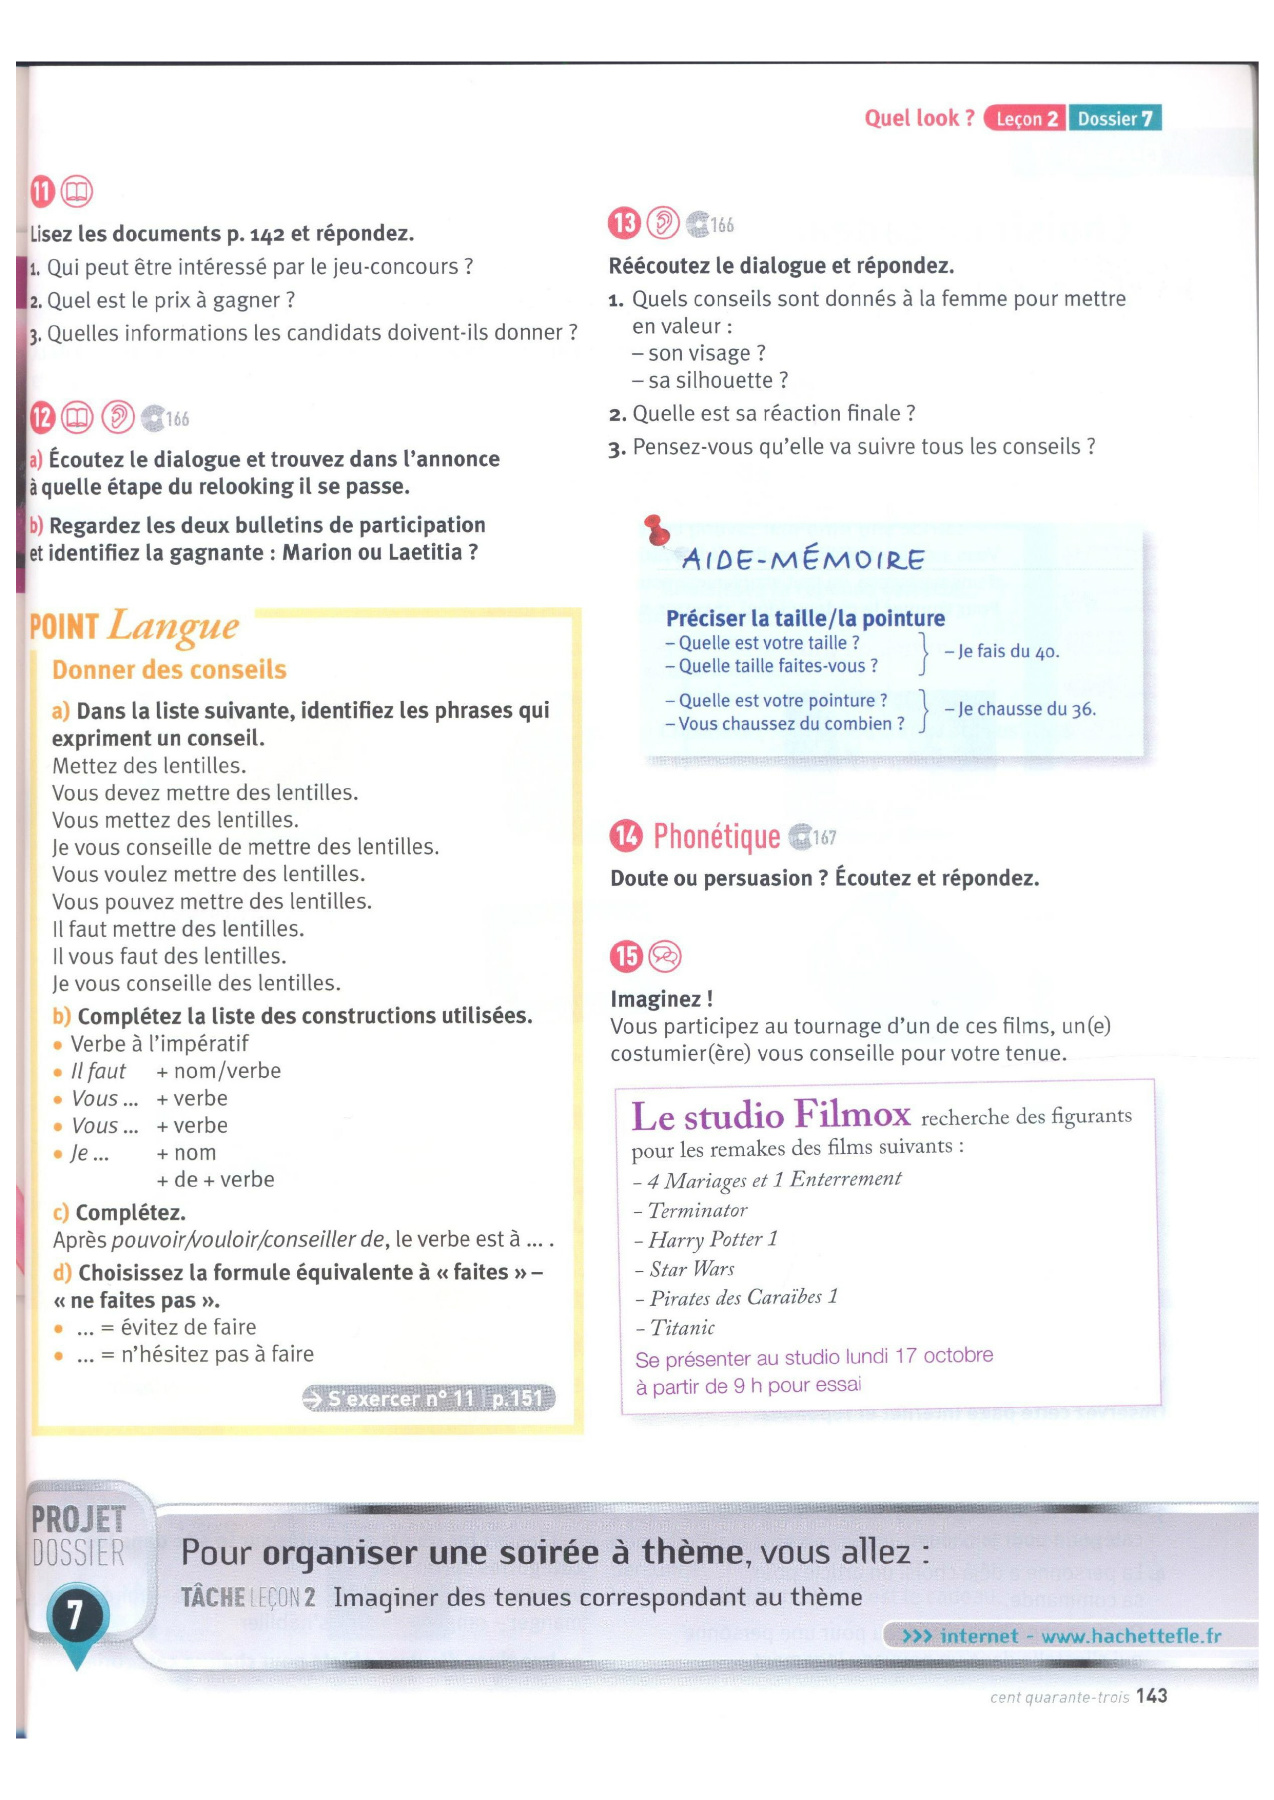 Quel look ? Leçon 2 Dossier 7
11
Lisez les documents p. 142 et répondez.
1. Qui peut être intéressé par le jeu-concours ?
2. Quel est le prix à gagner ?
3. Quelles informations les candidats doivent-ils donner ?
12 166
a) Écoutez le dialogue et trouvez dans l'annonce
à quelle étape du relooking il se passe.
b) Regardez les deux bulletins de participation
et identifiez la gagnante : Marion ou Laetitia ?
POINT Langue
Donner des conseils
a) Dans la liste suivante, identifiez les phrases qui
expriment un conseil.
Mettez des lentilles.
Vous devez mettre des lentilles.
Vous mettez des lentilles.
Je vous conseille de mettre des lentilles.
Vous voulez mettre des lentilles.
Vous pouvez mettre des lentilles.
Il faut mettre des lentilles.
Il vous faut des lentilles.
Je vous conseille des lentilles.
b) Complétez la liste des constructions utilisées.
• Verbe à l'impératif
• Il faut + nom/verbe
• Vous ... + verbe
• Vous ... + verbe
• Je ... + nom
+ de + verbe
c) Complétez.
Après pouvoir/vouloir/conseiller de, le verbe est à ... .
d) Choisissez la formule équivalente à « faites » –
« ne faites pas ».
• ... = évitez de faire
• ... = n'hésitez pas à faire
→ S'exercer n° 11 | p.151
13 166
Réécoutez le dialogue et répondez.
1. Quels conseils sont donnés à la femme pour mettre
en valeur :
– son visage ?
– sa silhouette ?
2. Quelle est sa réaction finale ?
3. Pensez-vous qu'elle va suivre tous les conseils ?
AIDE-MÉMOIRE
Préciser la taille/la pointure
– Quelle est votre taille ?
– Quelle taille faites-vous ?
– Je fais du 40.
– Quelle est votre pointure ?
– Vous chaussez du combien ?
– Je chausse du 36.
14 Phonétique 167
Doute ou persuasion ? Écoutez et répondez.
15
Imaginez !
Vous participez au tournage d'un de ces films, un(e)
costumier(ère) vous conseille pour votre tenue.
Le studio Filmox recherche des figurants
pour les remakes des films suivants :
– 4 Mariages et 1 Enterrement
– Terminator
– Harry Potter 1
– Star Wars
– Pirates des Caraïbes 1
– Titanic
Se présenter au studio lundi 17 octobre
à partir de 9 h pour essai
PROJET
DOSSIER
7
Pour organiser une soirée à thème, vous allez :
TÂCHE LEÇON 2 Imaginer des tenues correspondant au thème
>>> internet - www.hachettefle.fr
cent quarante-trois 143